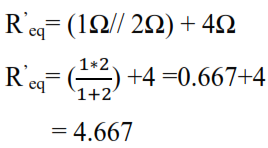 R'eq= (1Ω// 2Ω) + 4Ω
R'eq= (1*2/1+2) +4 =0.667+4
= 4.667